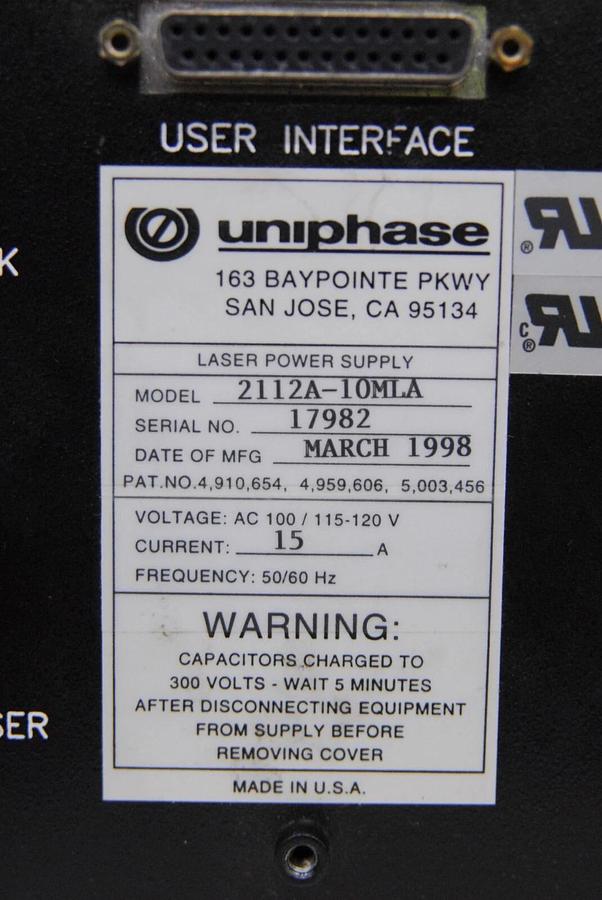 USER INTERFACE
uniphase
163 BAYPOINTE PKWY
SAN JOSE, CA 95134
LASER POWER SUPPLY
MODEL 2112A-10MLA
SERIAL NO. 17982
DATE OF MFG MARCH 1998
PAT.NO.4,910,654, 4,959,606, 5,003,456
VOLTAGE: AC 100 / 115-120 V
CURRENT: 15 A
FREQUENCY: 50/60 Hz
WARNING:
CAPACITORS CHARGED TO
300 VOLTS - WAIT 5 MINUTES
AFTER DISCONNECTING EQUIPMENT
FROM SUPPLY BEFORE
REMOVING COVER
MADE IN U.S.A.
K
SER